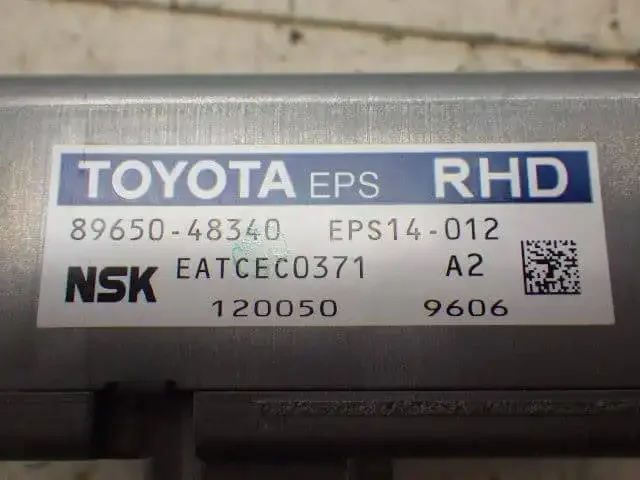 TOYOTA EPS RHD
89650-48340 EPS14-012
NSK EATCEC0371 A2
120050 9606